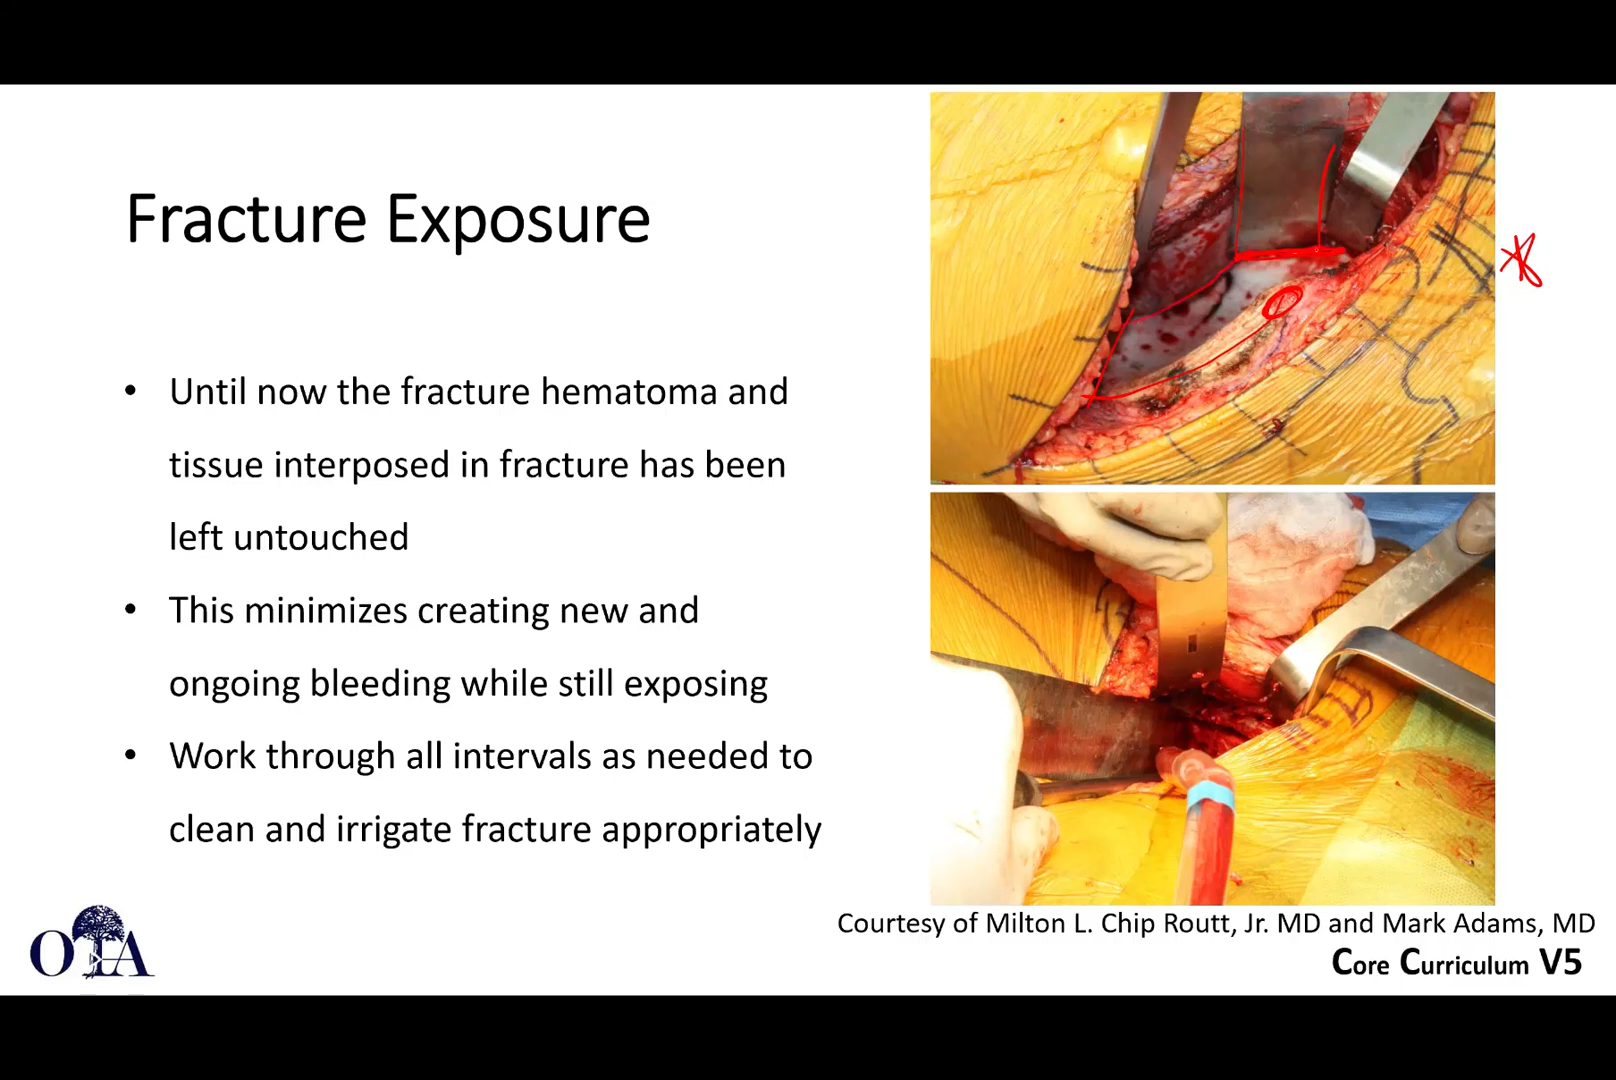 Fracture Exposure
• Until now the fracture hematoma and
tissue interposed in fracture has been
left untouched
• This minimizes creating new and
ongoing bleeding while still exposing
• Work through all intervals as needed to
clean and irrigate fracture appropriately
OTA
Courtesy of Milton L. Chip Routt, Jr. MD and Mark Adams, MD
Core Curriculum V5